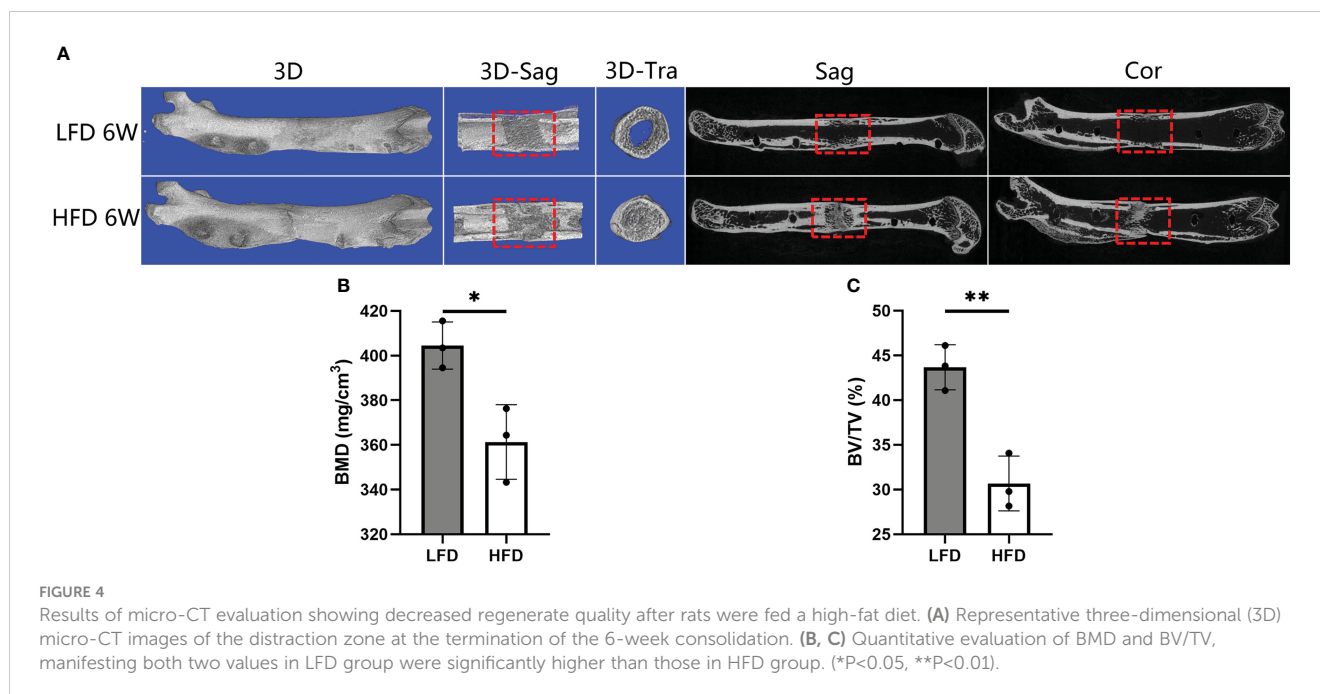 A
3D 3D-Sag 3D-Tra Sag Cor
LFD 6W
HFD 6W
B
*
BMD (mg/cm³)
420
400
380
360
340
320
LFD HFD
C
**
BV/TV (%)
50
45
40
35
30
25
LFD HFD
FIGURE 4
Results of micro-CT evaluation showing decreased regenerate quality after rats were fed a high-fat diet. (A) Representative three-dimensional (3D)
micro-CT images of the distraction zone at the termination of the 6-week consolidation. (B, C) Quantitative evaluation of BMD and BV/TV,
manifesting both two values in LFD group were significantly higher than those in HFD group. (*P<0.05, **P<0.01).